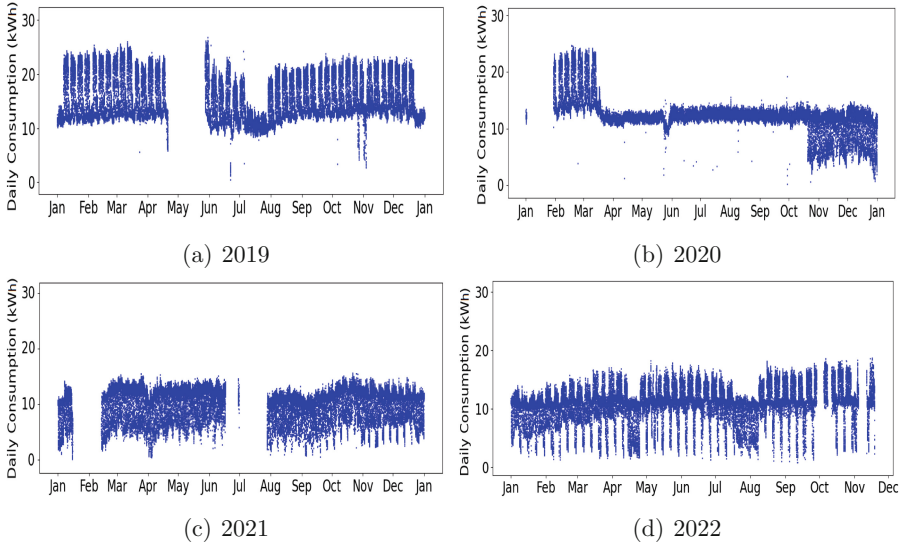 Daily Consumption (kWh)
30
20
10
0
Jan Feb Mar Apr May Jun Jul Aug Sep Oct Nov Dec Jan
(a) 2019
Daily Consumption (kWh)
30
20
10
0
Jan Feb Mar Apr May Jun Jul Aug Sep Oct Nov Dec Jan
(b) 2020
Daily Consumption (kWh)
30
20
10
0
Jan Feb Mar Apr May Jun Jul Aug Sep Oct Nov Dec Jan
(c) 2021
Daily Consumption (kWh)
30
20
10
0
Jan Feb Mar Apr May Jun Jul Aug Sep Oct Nov Dec
(d) 2022